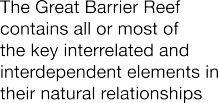 The Great Barrier Reef
contains all or most of
the key interrelated and
interdependent elements in
their natural relationships